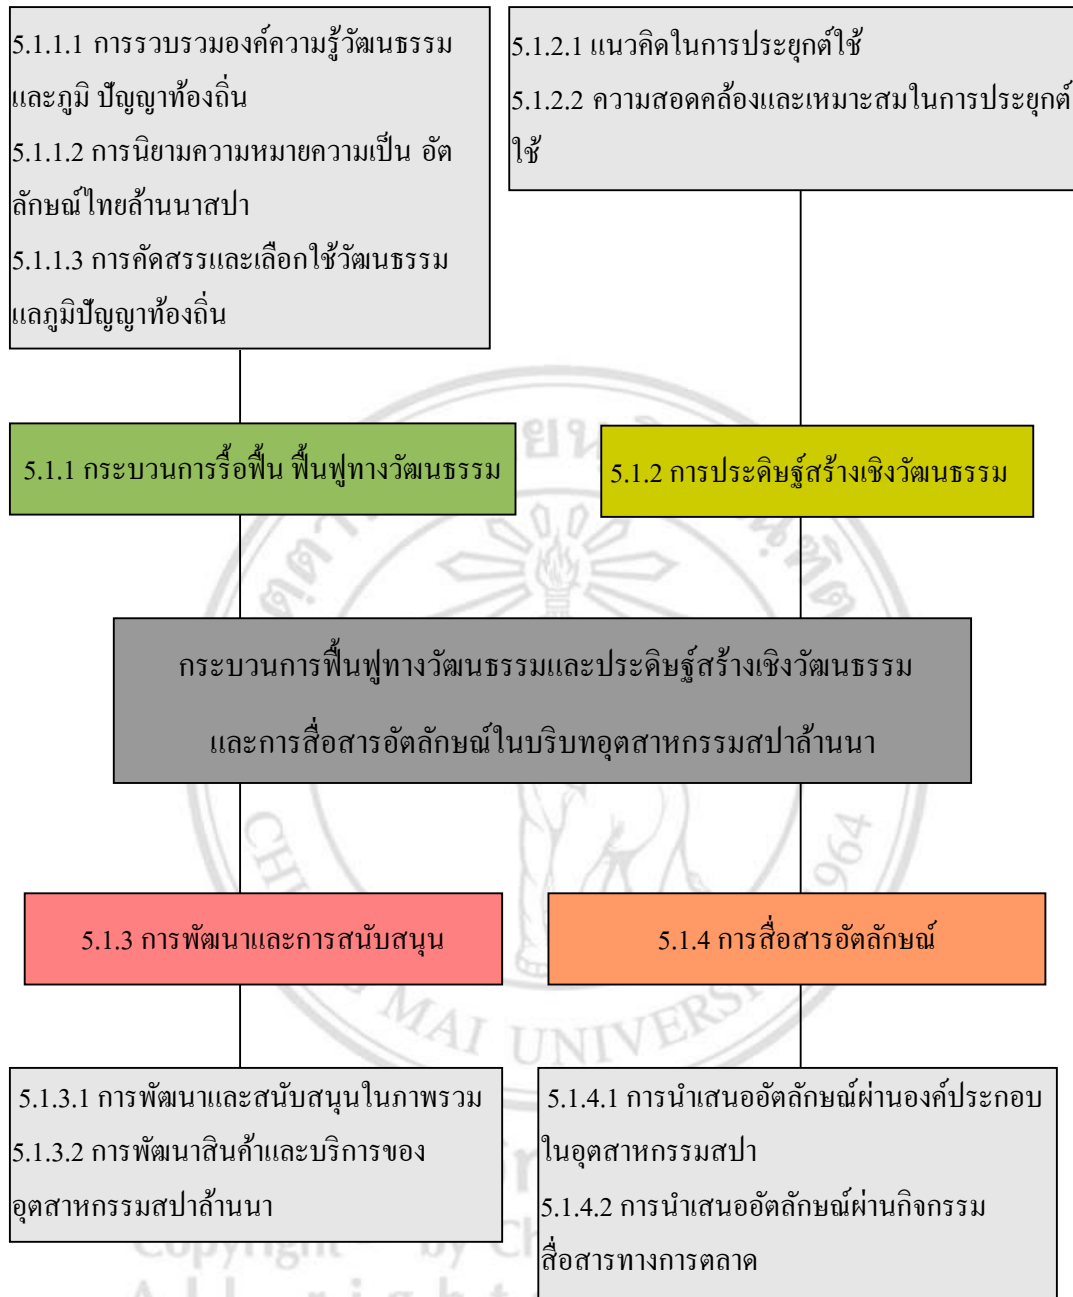 5.1.1.1 การรวบรวมองค์ความรู้วัฒนธรรม
และภูมิ ปัญญาท้องถิ่น
5.1.1.2 การนิยามความหมายความเป็น อัต
ลักษณ์ไทยล้านนาสปา
5.1.1.3 การคัดสรรและเลือกใช้วัฒนธรรม
แลภูมิปัญญาท้องถิ่น
5.1.2.1 แนวคิดในการประยุกต์ใช้
5.1.2.2 ความสอดคล้องและเหมาะสมในการประยุกต์
ใช้
5.1.1 กระบวนการรื้อฟื้น ฟื้นฟูทางวัฒนธรรม
5.1.2 การประดิษฐ์สร้างเชิงวัฒนธรรม
กระบวนการฟื้นฟูทางวัฒนธรรมและประดิษฐ์สร้างเชิงวัฒนธรรม
และการสื่อสารอัตลักษณ์ในบริบทอุตสาหกรรมสปาล้านนา
5.1.3 การพัฒนาและการสนับสนุน
5.1.4 การสื่อสารอัตลักษณ์
5.1.3.1 การพัฒนาและสนับสนุนในภาพรวม
5.1.3.2 การพัฒนาสินค้าและบริการของ
อุตสาหกรรมสปาล้านนา
5.1.4.1 การนำเสนออัตลักษณ์ผ่านองค์ประกอบ
ในอุตสาหกรรมสปา
5.1.4.2 การนำเสนออัตลักษณ์ผ่านกิจกรรม
สื่อสารทางการตลาด
MAI UNIVERS
1964
Copyright by Ch
All right